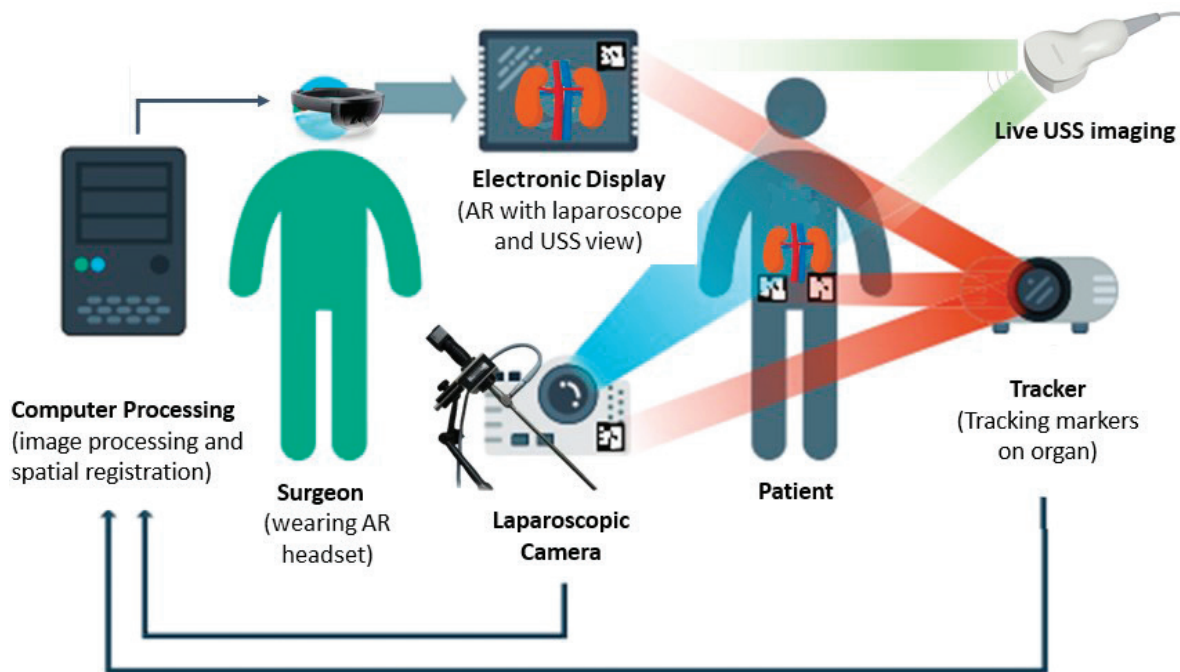 Live USS imaging
Electronic Display
(AR with laparoscope
and USS view)
Computer Processing
(image processing and
spatial registration)
Surgeon
(wearing AR
headset)
Laparoscopic
Camera
Patient
Tracker
(Tracking markers
on organ)